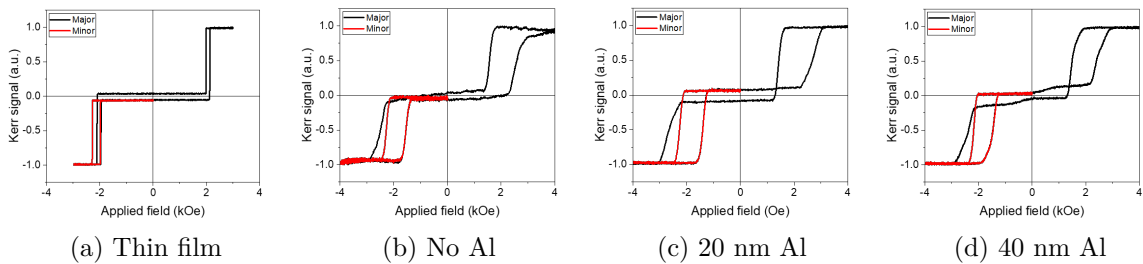 Kerr signal (a.u.)
1.0
0.5
0.0
-0.5
-1.0
Major
Minor
-4
-2
0
2
4
Applied field (kOe)
(a) Thin film
Kerr signal (a.u.)
1.0
0.5
0.0
-0.5
-1.0
Major
Minor
-4
-2
0
2
4
Applied field (kOe)
(b) No Al
Kerr signal (a.u.)
1.0
0.5
0.0
-0.5
-1.0
Major
Minor
-4
-2
0
2
4
Applied field (Oe)
(c) 20 nm Al
Kerr signal (a.u.)
1.0
0.5
0.0
-0.5
-1.0
Major
Minor
-4
-2
0
2
4
Applied field (kOe)
(d) 40 nm Al